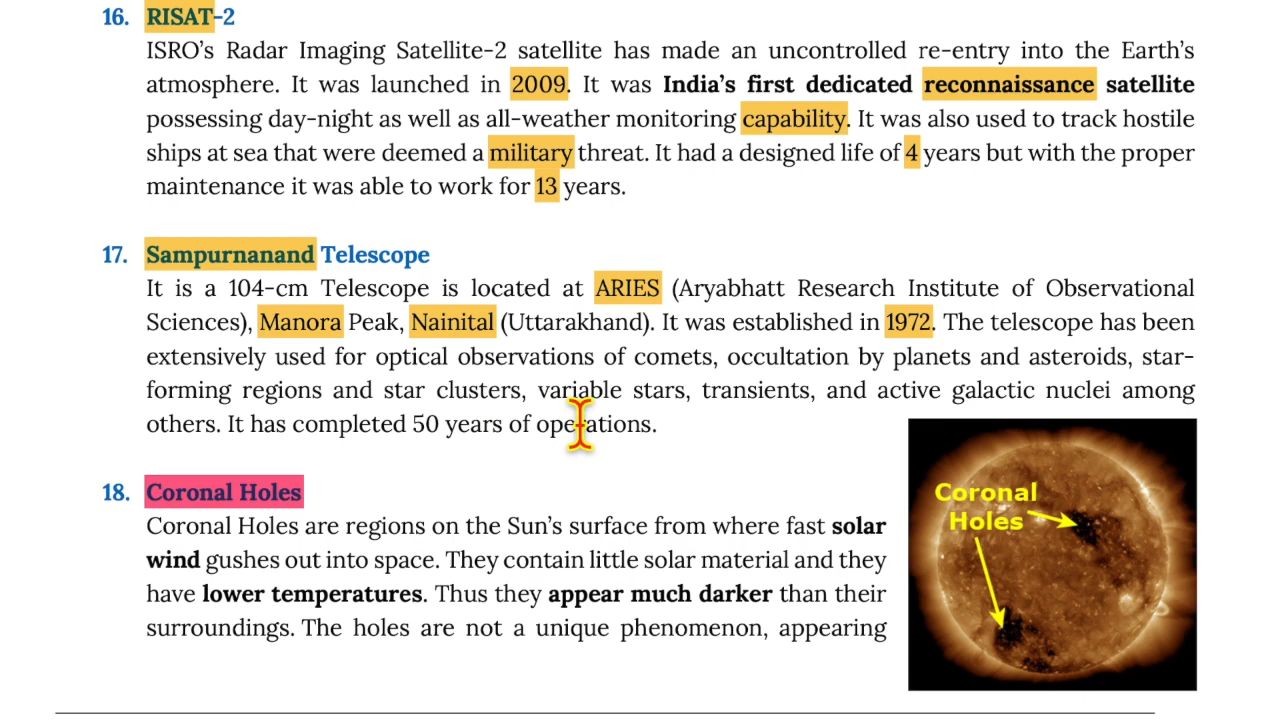 16. RISAT-2
ISRO’s Radar Imaging Satellite-2 satellite has made an uncontrolled re-entry into the Earth’s
atmosphere. It was launched in 2009. It was India’s first dedicated reconnaissance satellite
possessing day-night as well as all-weather monitoring capability. It was also used to track hostile
ships at sea that were deemed a military threat. It had a designed life of 4 years but with the proper
maintenance it was able to work for 13 years.
17. Sampurnanand Telescope
It is a 104-cm Telescope is located at ARIES (Aryabhatt Research Institute of Observational
Sciences), Manora Peak, Nainital (Uttarakhand). It was established in 1972. The telescope has been
extensively used for optical observations of comets, occultation by planets and asteroids, star-
forming regions and star clusters, variable stars, transients, and active galactic nuclei among
others. It has completed 50 years of operations.
18. Coronal Holes
Coronal Holes are regions on the Sun’s surface from where fast solar
wind gushes out into space. They contain little solar material and they
have lower temperatures. Thus they appear much darker than their
surroundings. The holes are not a unique phenomenon, appearing
Coronal
Holes